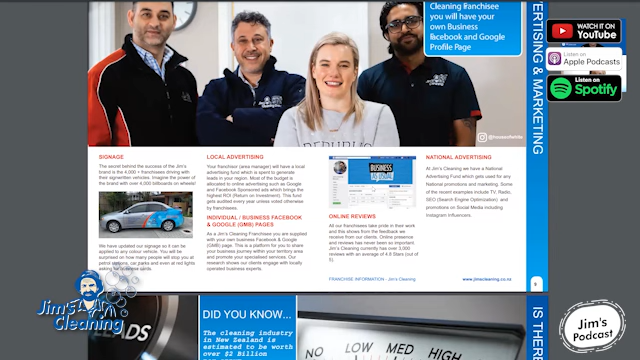 Cleaning franchisee
you will have your
own Business
Facebook and Google
Profile Page
ADVERTISING & MARKETING
WATCH IT ON
YouTube
Listen on
Apple Podcasts
Listen on
Spotify
SIGNAGE
The secret behind the success of the Jim's
brand is the 4,000 + franchisees driving with
their signwritten vehicles. Imagine the power of
the brand with over 4,000 billboards on wheels!
We have updated our signage so it can be
applied to any colour vehicle. You will be
surprised on how many people will stop you at
petrol stations, car parks and even at red lights
asking for business cards.
LOCAL ADVERTISING
Your franchisor (area manager) will have a local
advertising fund which is spent to generate
leads in your region. Most of the budget is
allocated to online advertising such as Google
and Facebook Sponsored ads which brings the
highest ROI (Return on Investment). This fund
gets audited every year unless voted otherwise
by franchisees.
INDIVIDUAL / BUSINESS FACEBOOK
& GOOGLE (GMB) PAGES
As a Jim's Cleaning Franchisee you are supplied
with your own business Facebook & Google
(GMB) page. This is a platform for you to share
your business journey within your territory area
and promote your specialised services. Our
research shows our clients engage with locally
operated business experts.
BUSINESS
ONLINE REVIEWS
All our franchisees take pride in their work
and this shows from the feedback we
receive from our clients. Online presence
and reviews has never been so important.
Jim's Cleaning currently has over 3,000
reviews with an average of 4.8 Stars (out of
5).
NATIONAL ADVERTISING
At Jim's Cleaning we have a National
Advertising Fund which gets used for any
National promotions and marketing. Some
of the recent examples include TV, Radio,
SEO (Search Engine Optimization) and
promotions on Social Media including
Instagram Influencers.
FRANCHISE INFORMATION - Jim's Cleaning
www.jimscleaning.co.nz
Jim's
Cleaning
LEADS
DID YOU KNOW...
The cleaning industry
in New Zealand is
estimated to be worth
over $2 Billion
NO LOW MED HIGH
IS THERE
Jim's
Podcast